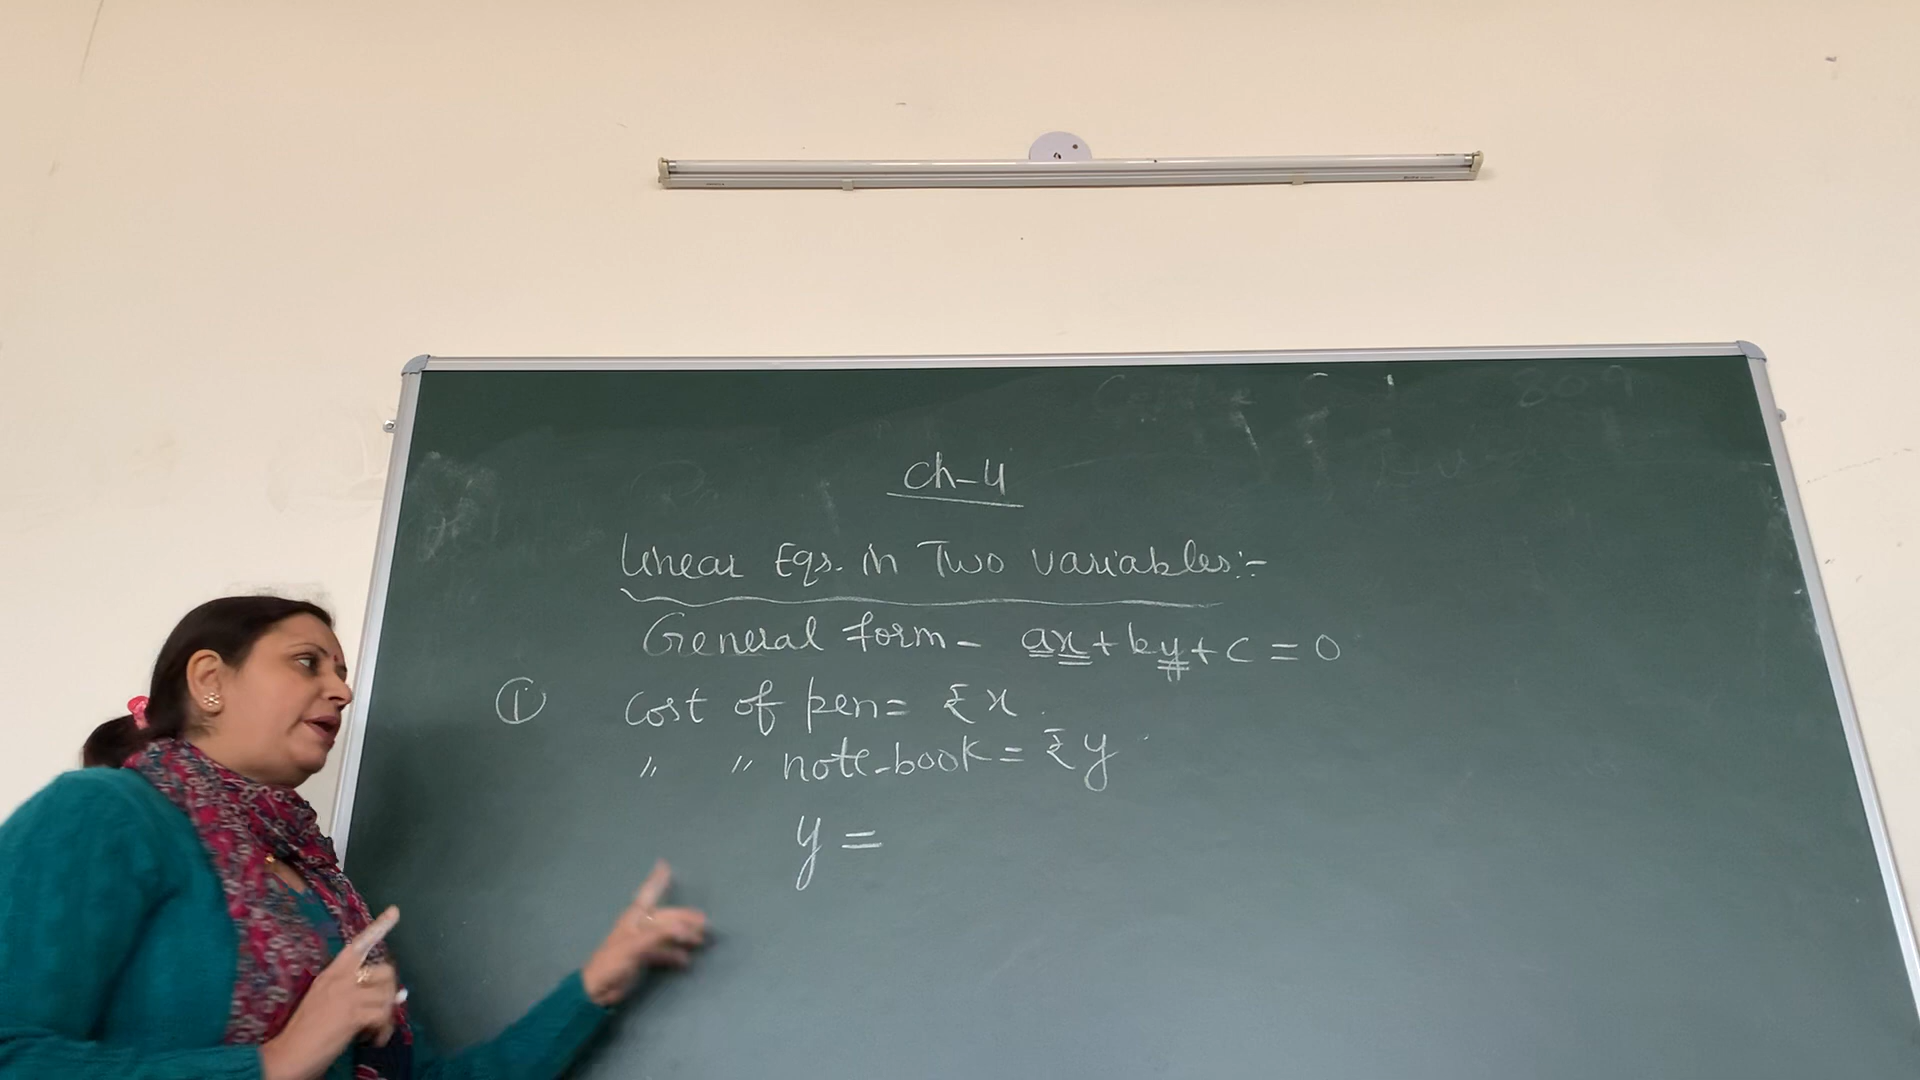 Ch-4
Linear Eqs. in Two variables:-
General form - ax + by + c = 0
① Cost of pen = ₹ x .
" " note-book = ₹ y
y =